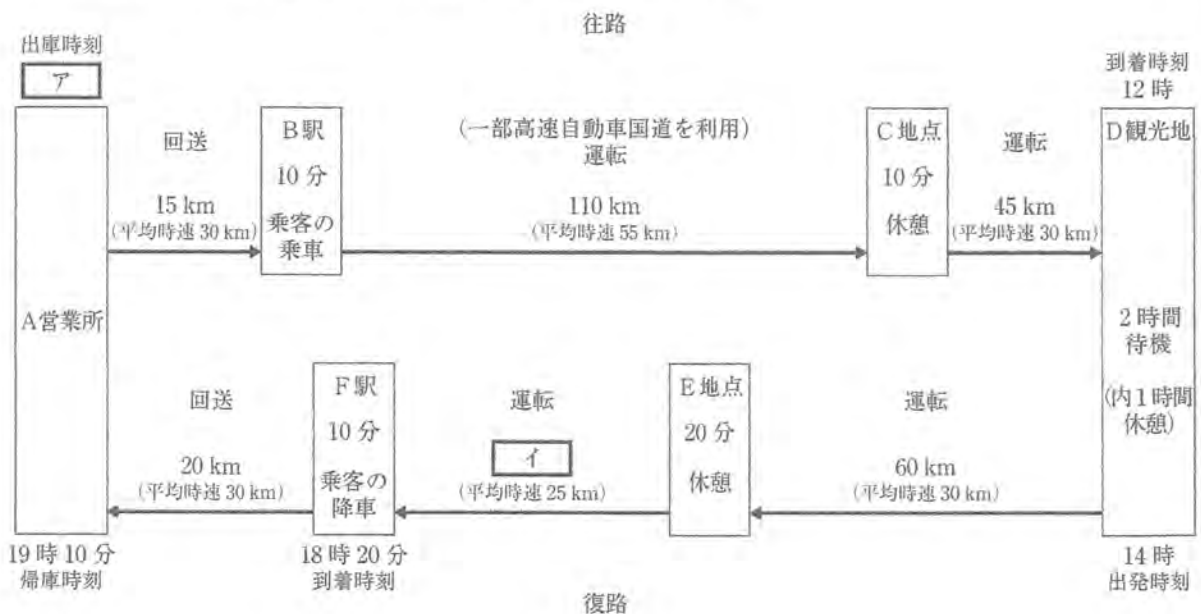 往路
出庫時刻
ア
到着時刻
12時
回送
15 km
(平均時速 30 km)
B駅
10分
乗客の
乗車
(一部高速自動車国道を利用)
運転
110 km
(平均時速 55 km)
C地点
10分
休憩
運転
45 km
(平均時速 30 km)
D観光地
A営業所
2時間
待機
(内1時間
休憩)
回送
20 km
(平均時速 30 km)
F駅
10分
乗客の
降車
運転
イ
(平均時速 25 km)
E地点
20分
休憩
運転
60 km
(平均時速 30 km)
19時10分
帰庫時刻
18時20分
到着時刻
14時
出発時刻
復路